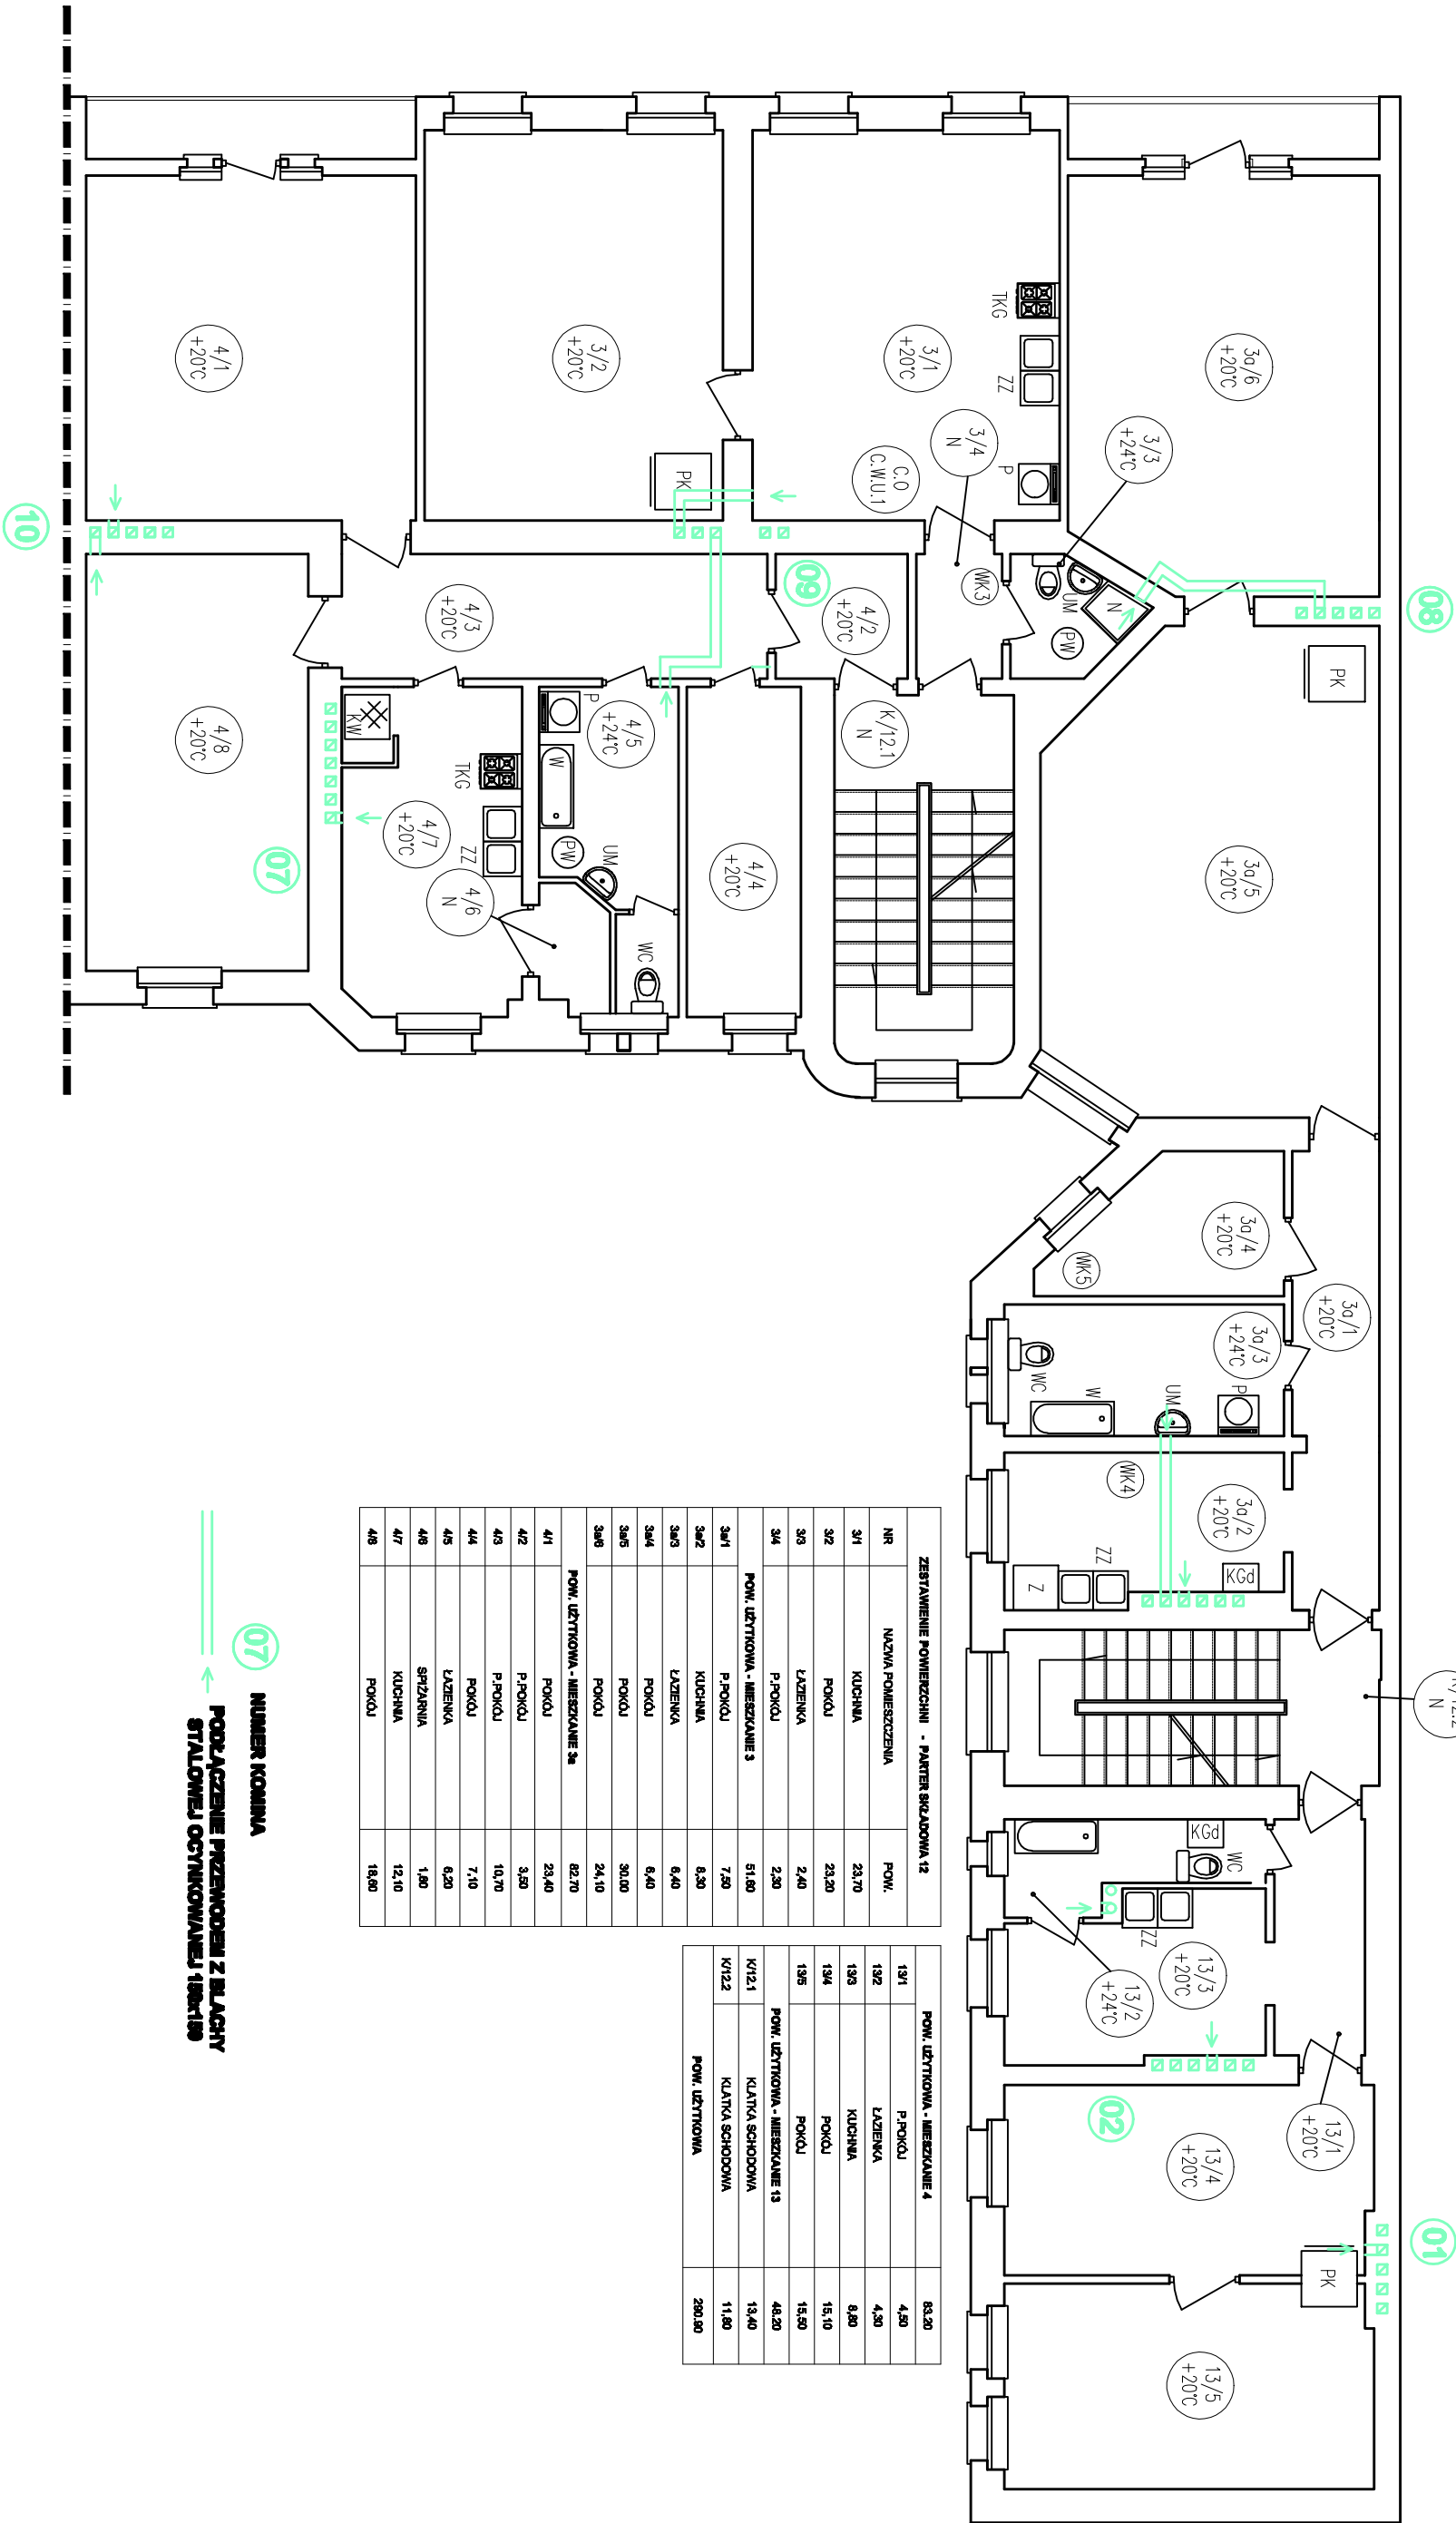 08
01
3a/6
+20°C
3/3
+24°C
PK
3a/5
+20°C
3a/4
+20°C
3a/1
+20°C
3a/3
+24°C
3a/2
+20°C
N
13/1
+20°C
PK
KGd
KGd
WC
P
UM
W
WC
WK5
WK4
ZZ
Z
ZZ
13/3
+20°C
13/2
+24°C
13/4
+20°C
13/5
+20°C
02
N
UM
PW
WK3
TKG
ZZ
P
3/1
+20°C
3/4
N
C.O
C.W.U.1
K/12.1
N
4/2
+20°C
09
3/2
+20°C
PK
4/4
+20°C
4/5
+24°C
P
W
PW
UM
WC
4/3
+20°C
TKG
ZZ
4/6
N
4/7
+20°C
KW
07
4/1
+20°C
4/8
+20°C
10
ZESTAWIENIE POWIERZCHNI - PARTER SKŁADOWA 12
NR NAZWA POMIESZCZENIA POW.
3/1 KUCHNIA 23,70
3/2 POKÓJ 23,20
3/3 ŁAZIENKA 2,40
3/4 P.POKÓJ 2,30
POW. UŻYTKOWA - MIESZKANIE 3 51.60
3a/1 P.POKÓJ 7,50
3a/2 KUCHNIA 8,30
3a/3 ŁAZIENKA 6,40
3a/4 POKÓJ 6,40
3a/5 POKÓJ 30.00
3a/6 POKÓJ 24,10
POW. UŻYTKOWA - MIESZKANIE 3a 82.70
4/1 POKÓJ 23,40
4/2 P.POKÓJ 3,50
4/3 P.POKÓJ 10,70
4/4 POKÓJ 7,10
4/5 ŁAZIENKA 6,20
4/6 SPIŻARNIA 1,80
4/7 KUCHNIA 12,10
4/8 POKÓJ 18,60
POW. UŻYTKOWA - MIESZKANIE 4 83.20
13/1 P.POKÓJ 4,50
13/2 ŁAZIENKA 4,30
13/3 KUCHNIA 8,80
13/4 POKÓJ 15,10
13/5 POKÓJ 15,50
POW. UŻYTKOWA - MIESZKANIE 13 48.20
K/12.1 KLATKA SCHODOWA 13,40
K/12.2 KLATKA SCHODOWA 11,80
POW. UŻYTKOWA 290.90
07 NUMER KOMINA
PODŁĄCZENIE PRZEWODEM Z BLACHY
STALOWEJ OCYNKOWANEJ 150x150